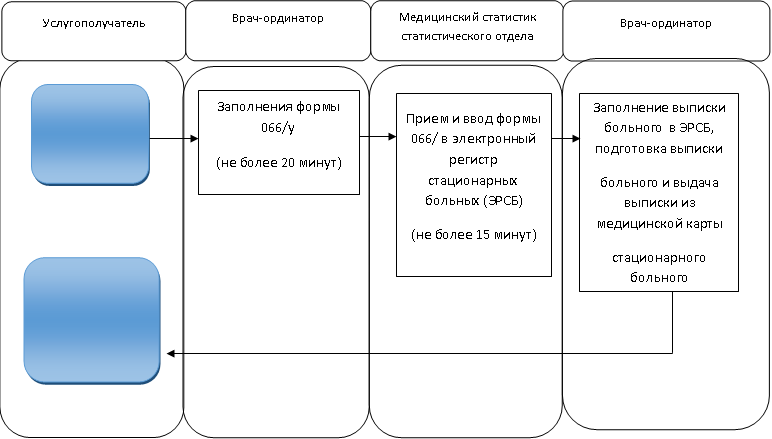 Услугополучатель
Врач-ординатор
Медицинский статистик
статистического отдела
Врач-ординатор
Заполнения формы
066/у
(не более 20 минут)
Прием и ввод формы
066/ в электронный
регистр
стационарных
больных (ЭРСБ)
(не более 15 минут)
Заполнение выписки
больного в ЭРСБ,
подготовка выписки
больного и выдача
выписки из
медицинской карты
стационарного
больного